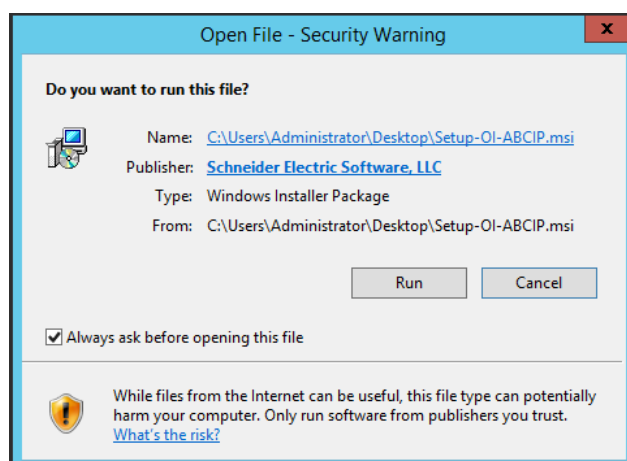 Open File - Security Warning
x
Do you want to run this file?
Name: C:\Users\Administrator\Desktop\Setup-OI-ABCIP.msi
Publisher: Schneider Electric Software, LLC
Type: Windows Installer Package
From: C:\Users\Administrator\Desktop\Setup-OI-ABCIP.msi
Run Cancel
Always ask before opening this file
While files from the Internet can be useful, this file type can potentially
harm your computer. Only run software from publishers you trust.
What's the risk?